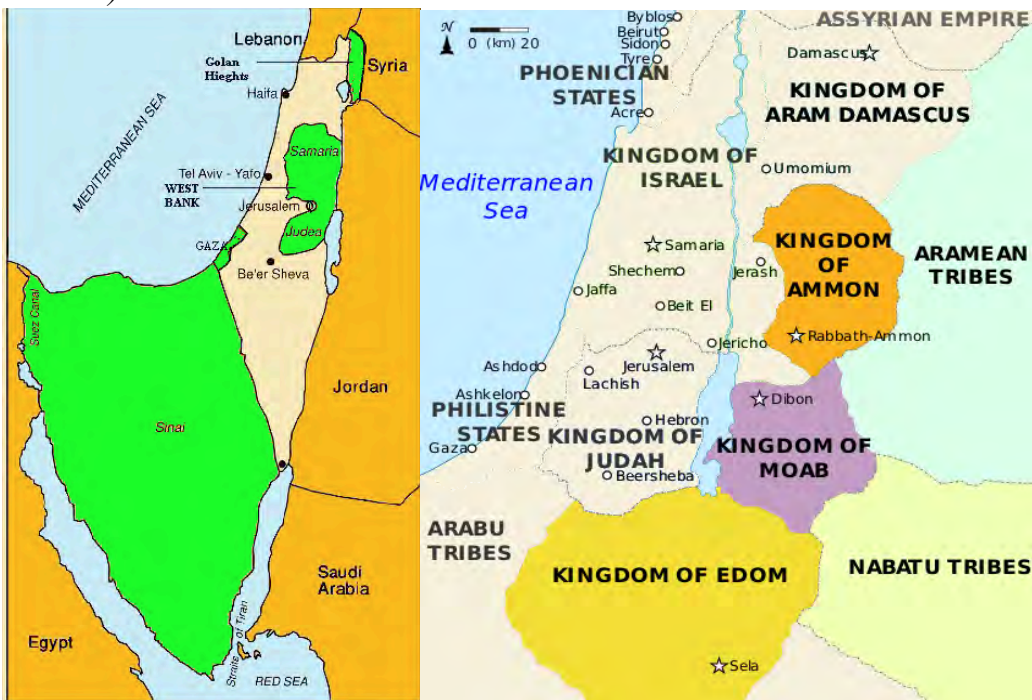 )
Lebanon
Golan
Hieghts
Syria
Haifa
MEDITERRANEAN SEA
Samaria
Tel Aviv - Yafo
WEST
BANK
Jerusalem
Judea
GAZA
Be'er Sheva
Suez Canal
Jordan
Sinai
Saudi
Arabia
Egypt
Straits of Tiran
RED SEA
N
0 (km) 20
Byblos
Beirut
Sidon
Tyre
ASSYRIAN EMPIRE
Damascus
PHOENICIAN
STATES
KINGDOM OF
ARAM DAMASCUS
Acre
KINGDOM OF
ISRAEL
Umomium
Mediterranean
Sea
Samaria
KINGDOM
OF
AMMON
ARAMEAN
TRIBES
Shechem
Jerash
Jaffa
Beit El
Rabbath-Ammon
Jericho
Jerusalem
Ashdod
Lachish
Ashkelon
Dibon
PHILISTINE
STATES
Hebron
KINGDOM OF
JUDAH
KINGDOM OF
MOAB
Gaza
Beersheba
ARABU
TRIBES
KINGDOM OF EDOM
NABATU TRIBES
Sela